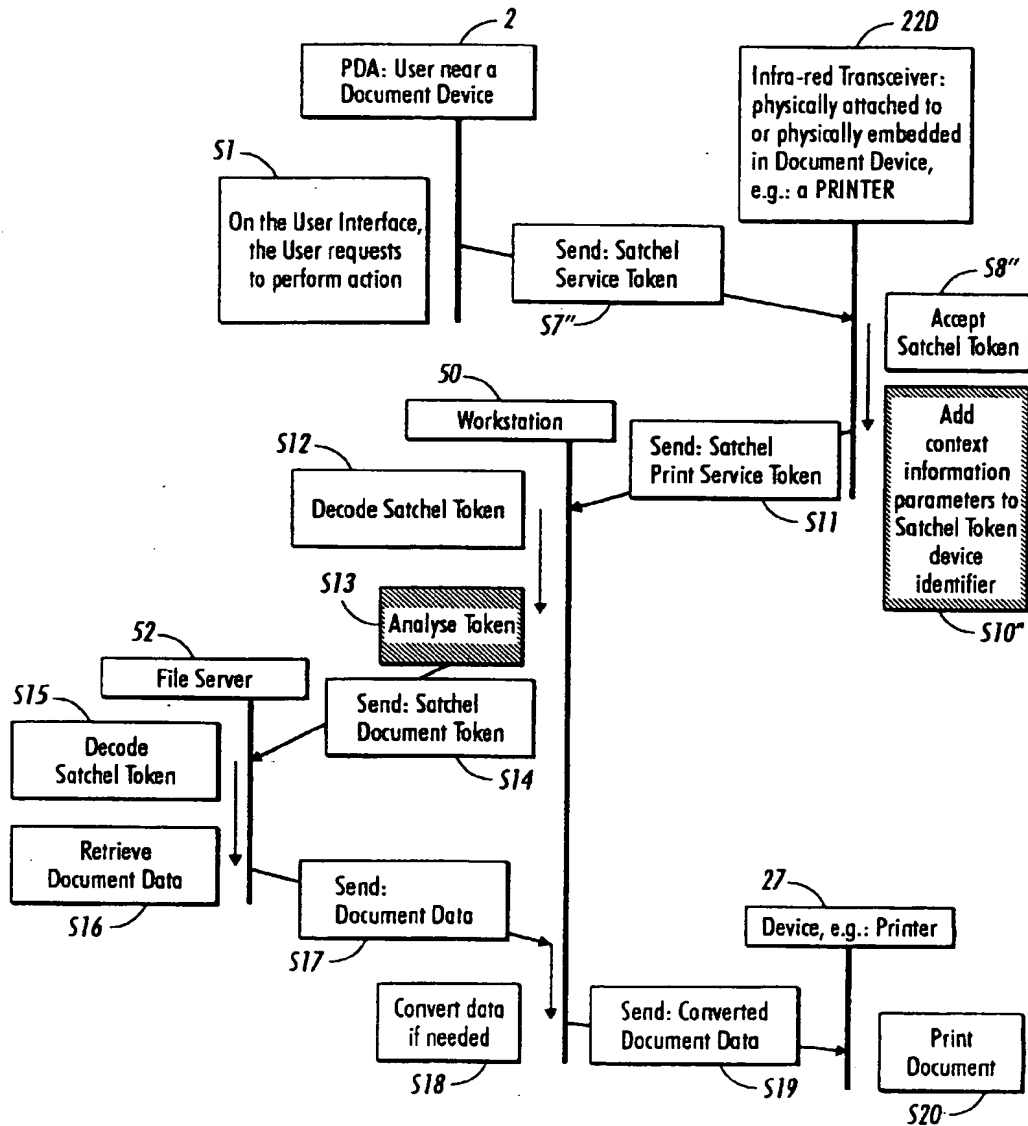 2
PDA: User near a
Document Device
22D
Infra-red Transceiver:
physically attached to
or physically embedded
in Document Device,
e.g.: a PRINTER
S1
On the User Interface,
the User requests
to perform action
Send: Satchel
Service Token
S7"
S8"
Accept
Satchel Token
50
Workstation
Add
context
information
parameters to
Satchel Token
device
identifier
S10"
Send: Satchel
Print Service Token
S11
S12
Decode Satchel Token
S13
Analyse Token
52
File Server
Send: Satchel
Document Token
S14
S15
Decode
Satchel Token
Retrieve
Document Data
S16
Send:
Document Data
S17
27
Device, e.g.: Printer
Convert data
if needed
S18
Send: Converted
Document Data
S19
Print
Document
S20